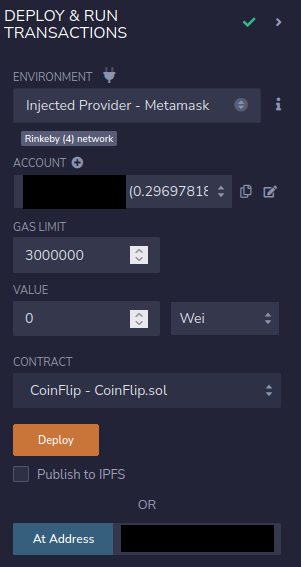 DEPLOY & RUN
TRANSACTIONS
ENVIRONMENT
Injected Provider - Metamask
Rinkeby (4) network
ACCOUNT
(0.29697818
GAS LIMIT
3000000
VALUE
0 Wei
CONTRACT
CoinFlip - CoinFlip.sol
Deploy
Publish to IPFS
OR
At Address